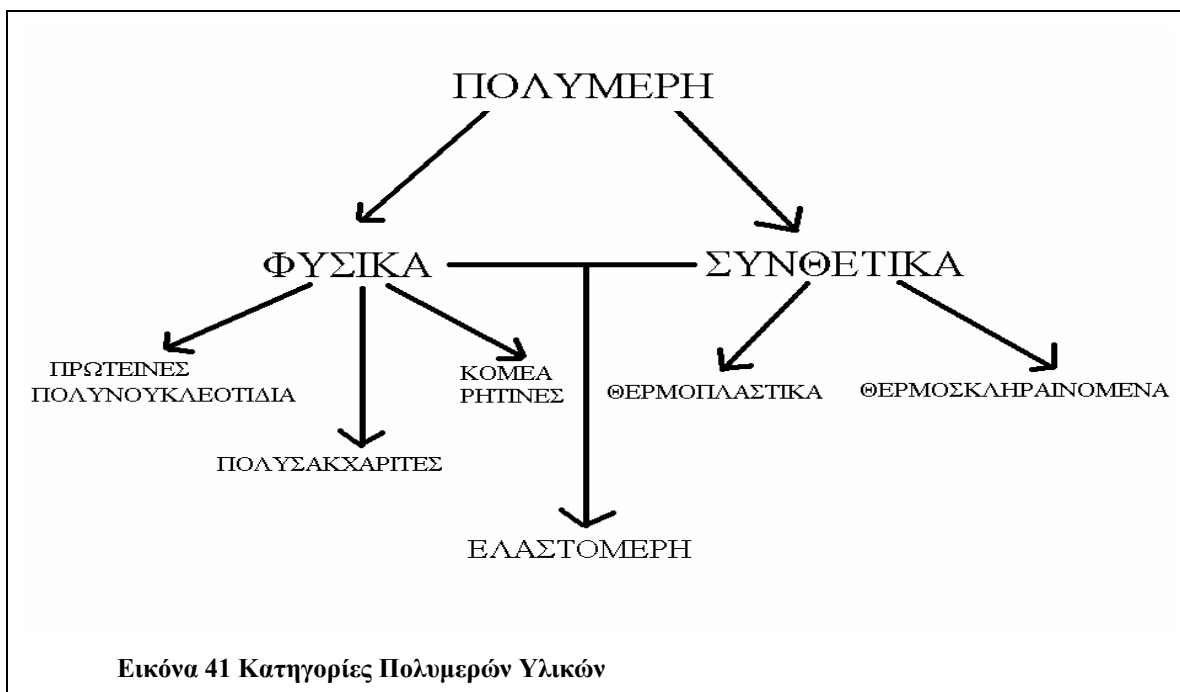 ΠΟΛΥΜΕΡΗ
ΦΥΣΙΚΑ
ΣΥΝΘΕΤΙΚΑ
ΠΡΩΤΕΙΝΕΣ
ΠΟΛΥΝΟΥΚΛΕΟΤΙΔΙΑ
ΚΟΜΕΑ
ΡΗΤΙΝΕΣ
ΘΕΡΜΟΠΛΑΣΤΙΚΑ
ΘΕΡΜΟΣΚΛΗΡΑΙΝΟΜΕΝΑ
ΠΟΛΥΣΑΚΧΑΡΙΤΕΣ
ΕΛΑΣΤΟΜΕΡΗ
Εικόνα 41 Κατηγορίες Πολυμερών Υλικών